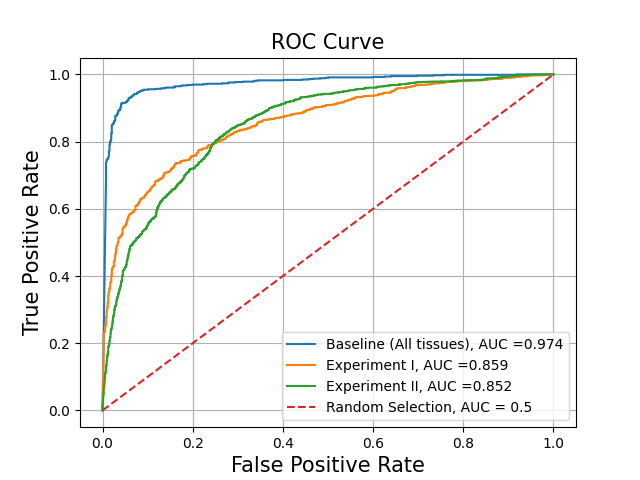 ROC Curve
True Positive Rate
1.0
0.8
0.6
0.4
0.2
0.0
Baseline (All tissues), AUC =0.974
Experiment I, AUC =0.859
Experiment II, AUC =0.852
Random Selection, AUC = 0.5
0.0 0.2 0.4 0.6 0.8 1.0
False Positive Rate